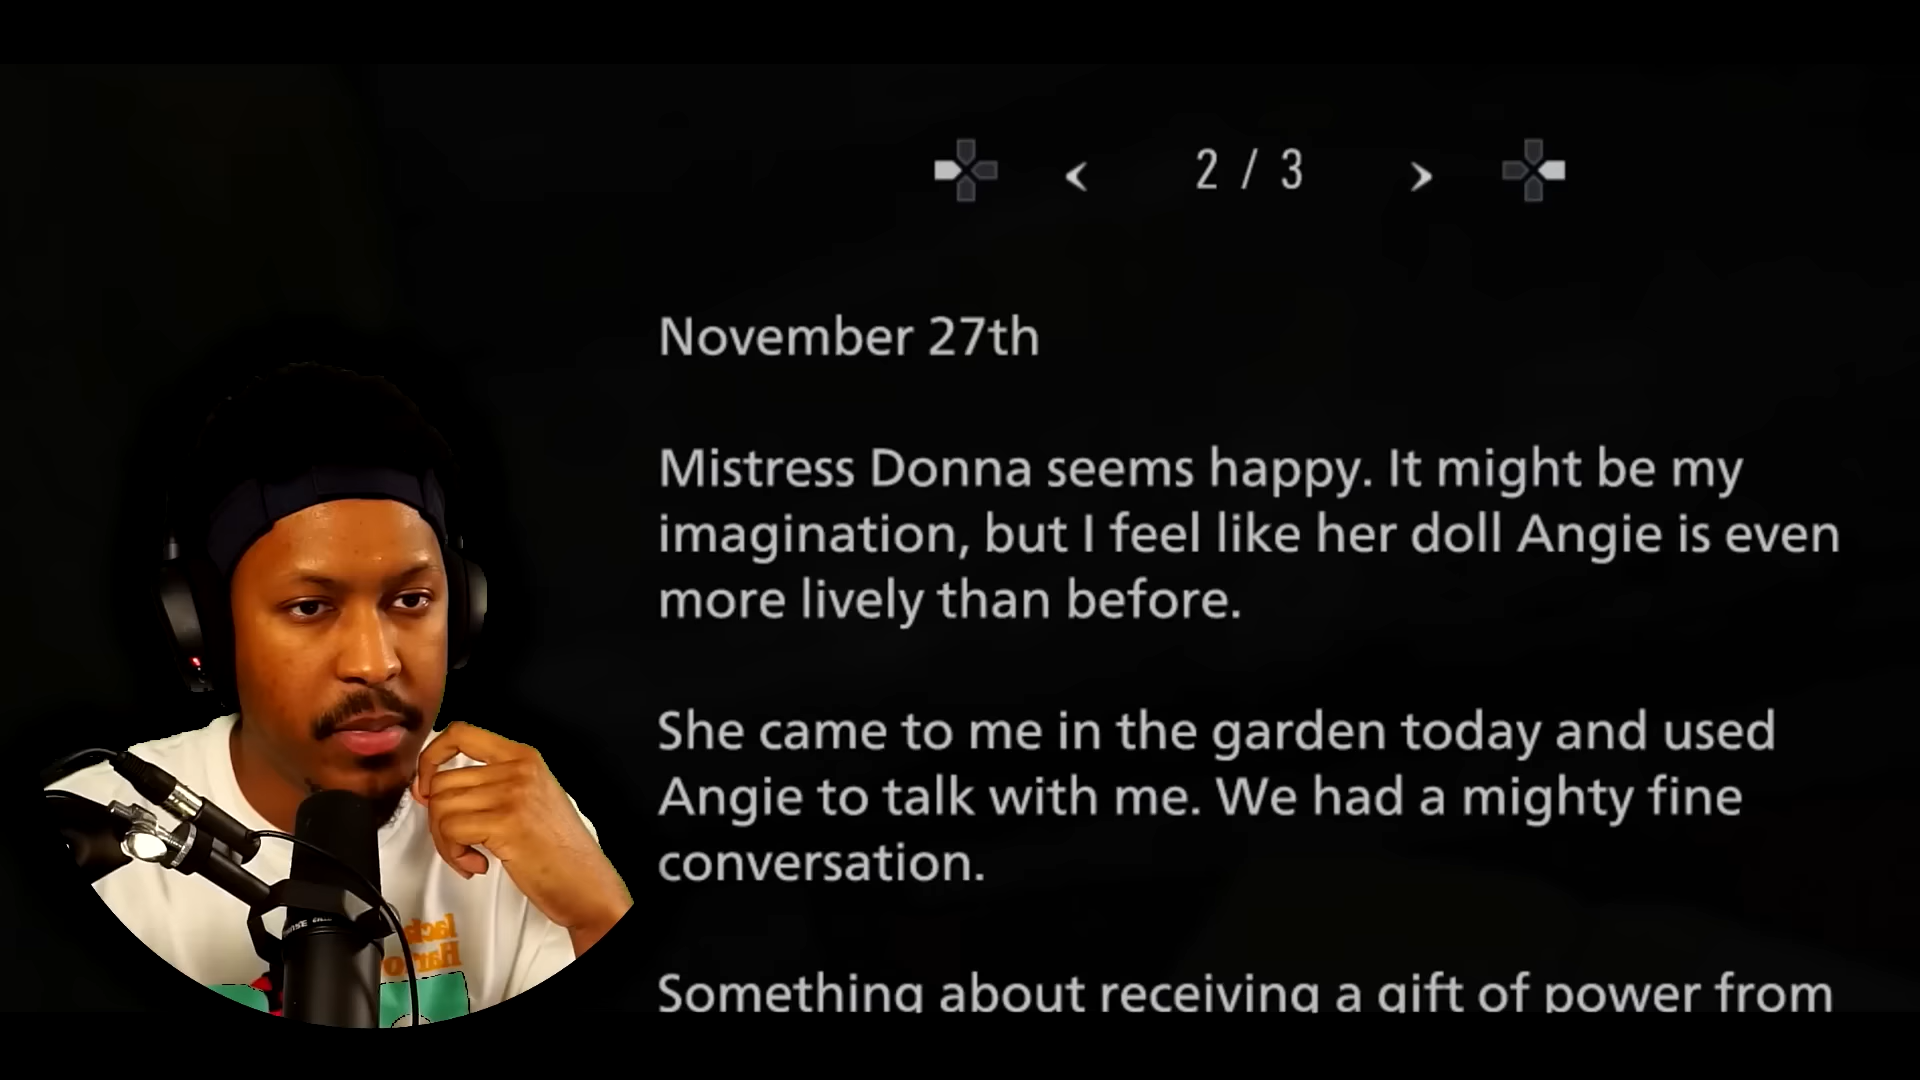 2 / 3
November 27th
Mistress Donna seems happy. It might be my
imagination, but I feel like her doll Angie is even
more lively than before.
She came to me in the garden today and used
Angie to talk with me. We had a mighty fine
conversation.
Something about receiving a gift of power from